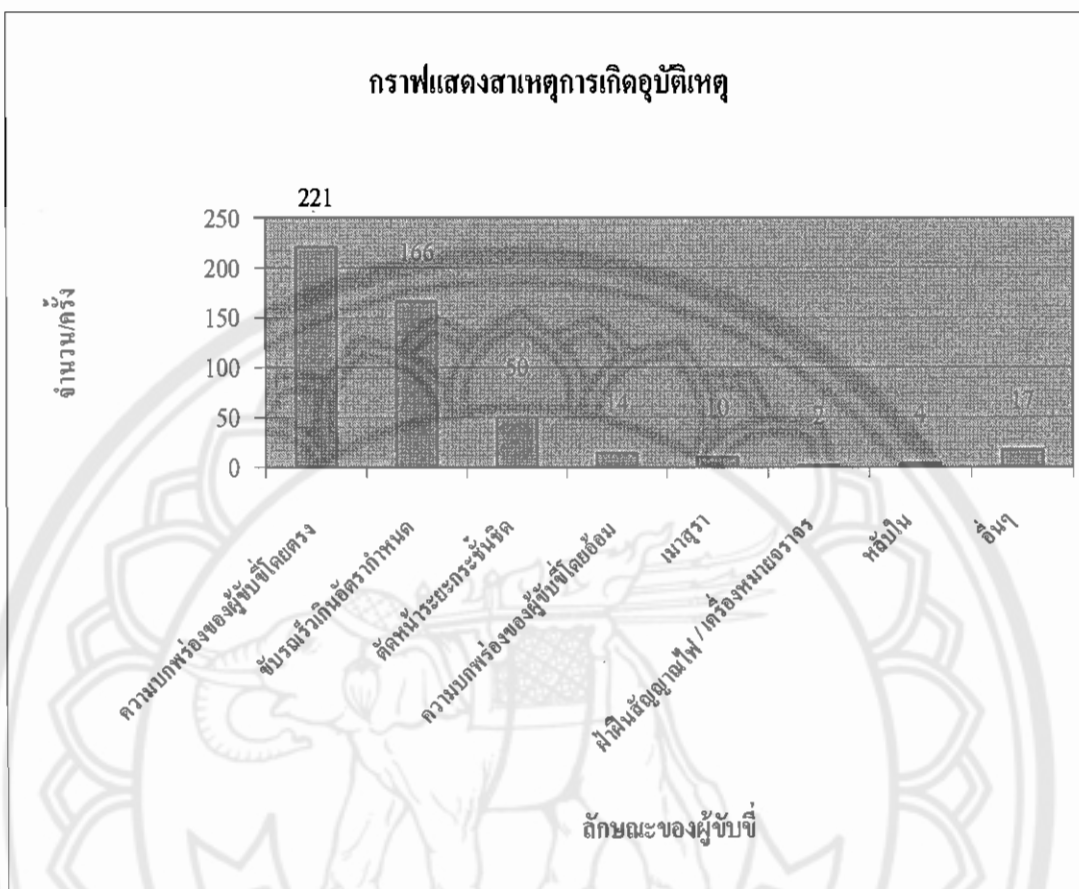 กราฟแสดงสาเหตุการเกิดอุบัติเหตุ
จำนวน/ครั้ง
250
200
150
100
50
0
221
166
50
14
10
2
4
17
ความบกพร่องของผู้ขับขี่โดยตรง
ขับรถเร็วเกินอัตรากำหนด
ตัดหน้าระยะกระชั้นชิด
ความบกพร่องของผู้ขับขี่โดยอ้อม
เมาสุรา
ฝ่าฝืนสัญญาณไฟ / เครื่องหมายจราจร
หลับใน
อื่นๆ
ลักษณะของผู้ขับขี่